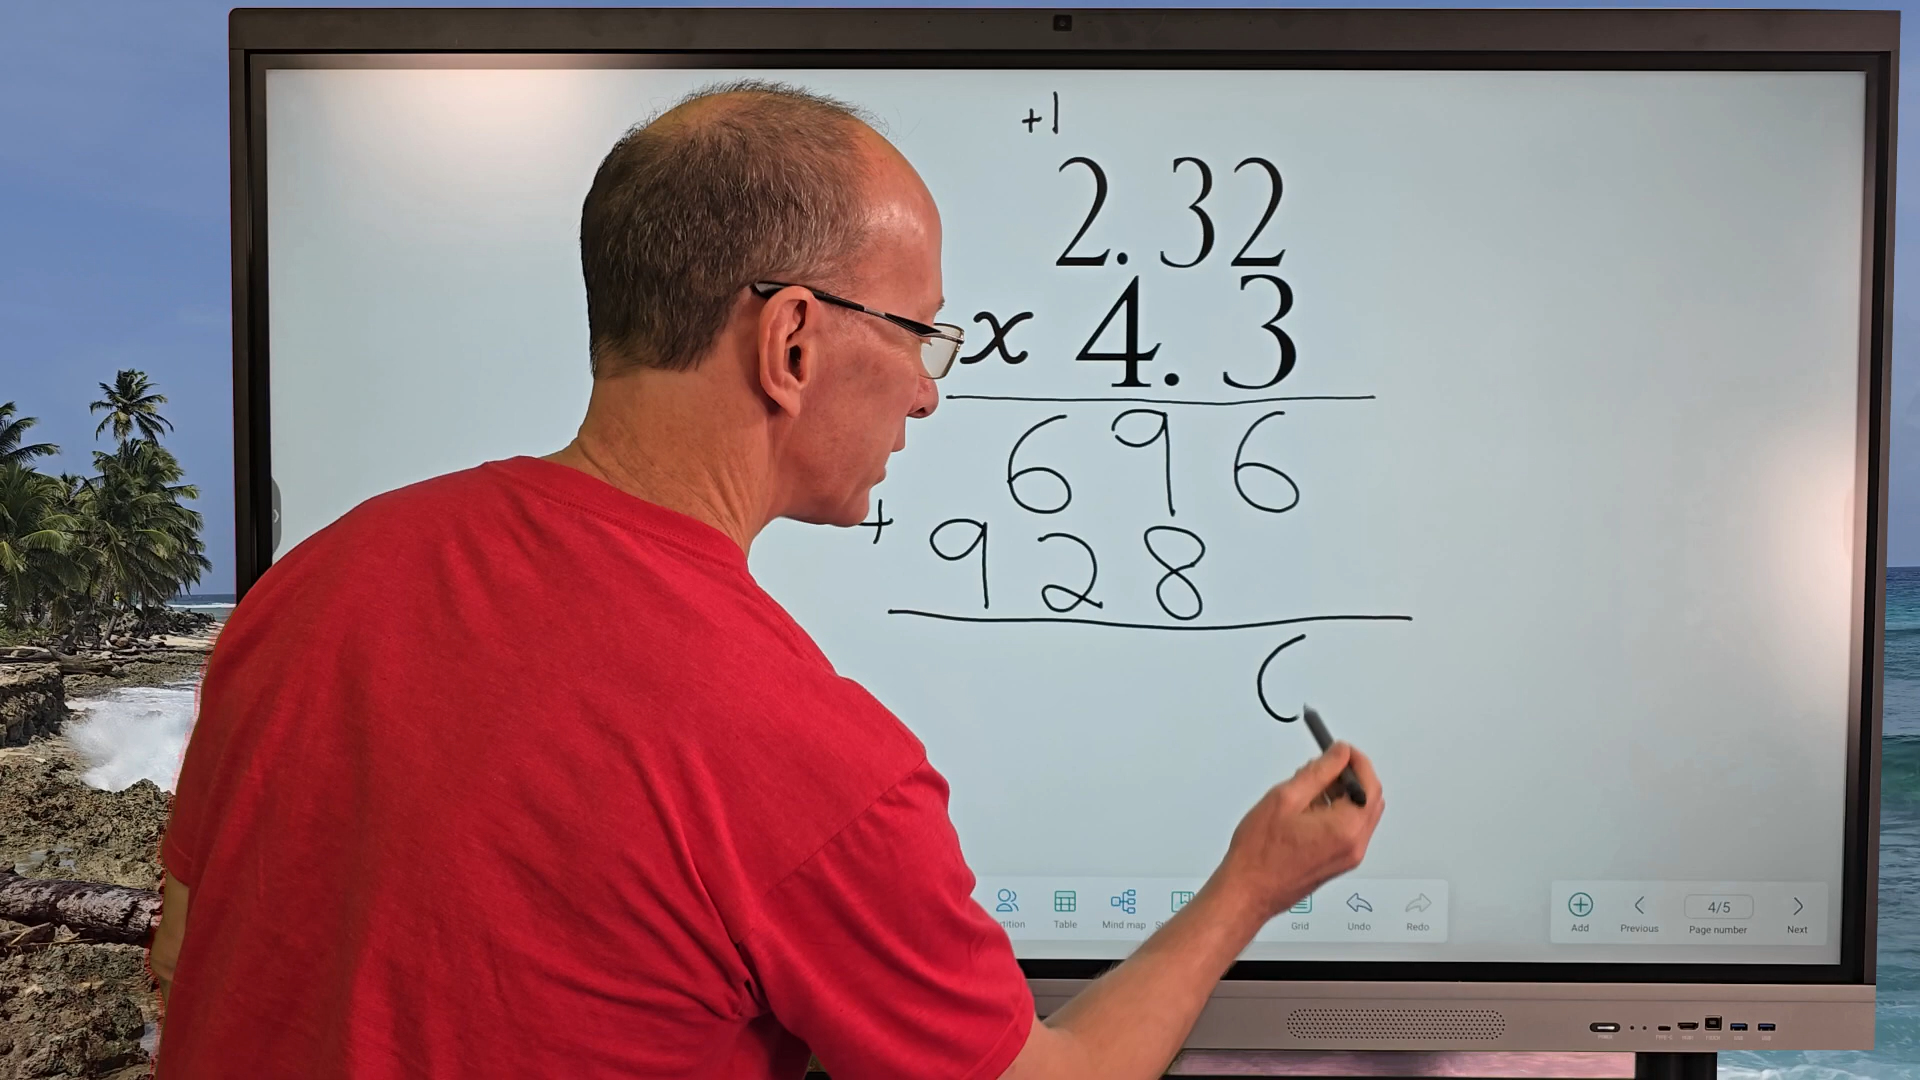 +1
2.32
x 4.3
696
+ 928
Table Mind map Grid Undo Redo
Add Previous 4/5 Page number Next